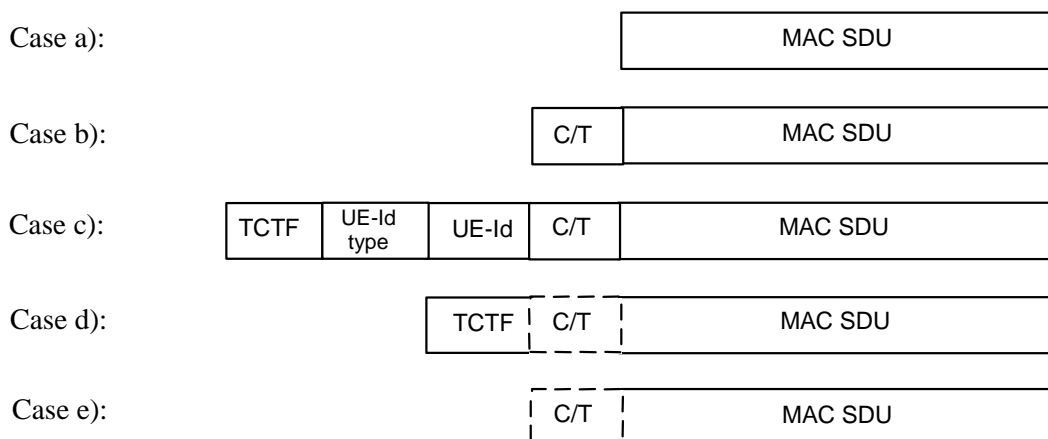 Case a): MAC SDU
Case b): C/T MAC SDU
Case c): TCTF UE-Id type UE-Id C/T MAC SDU
Case d): TCTF C/T MAC SDU
Case e): C/T MAC SDU